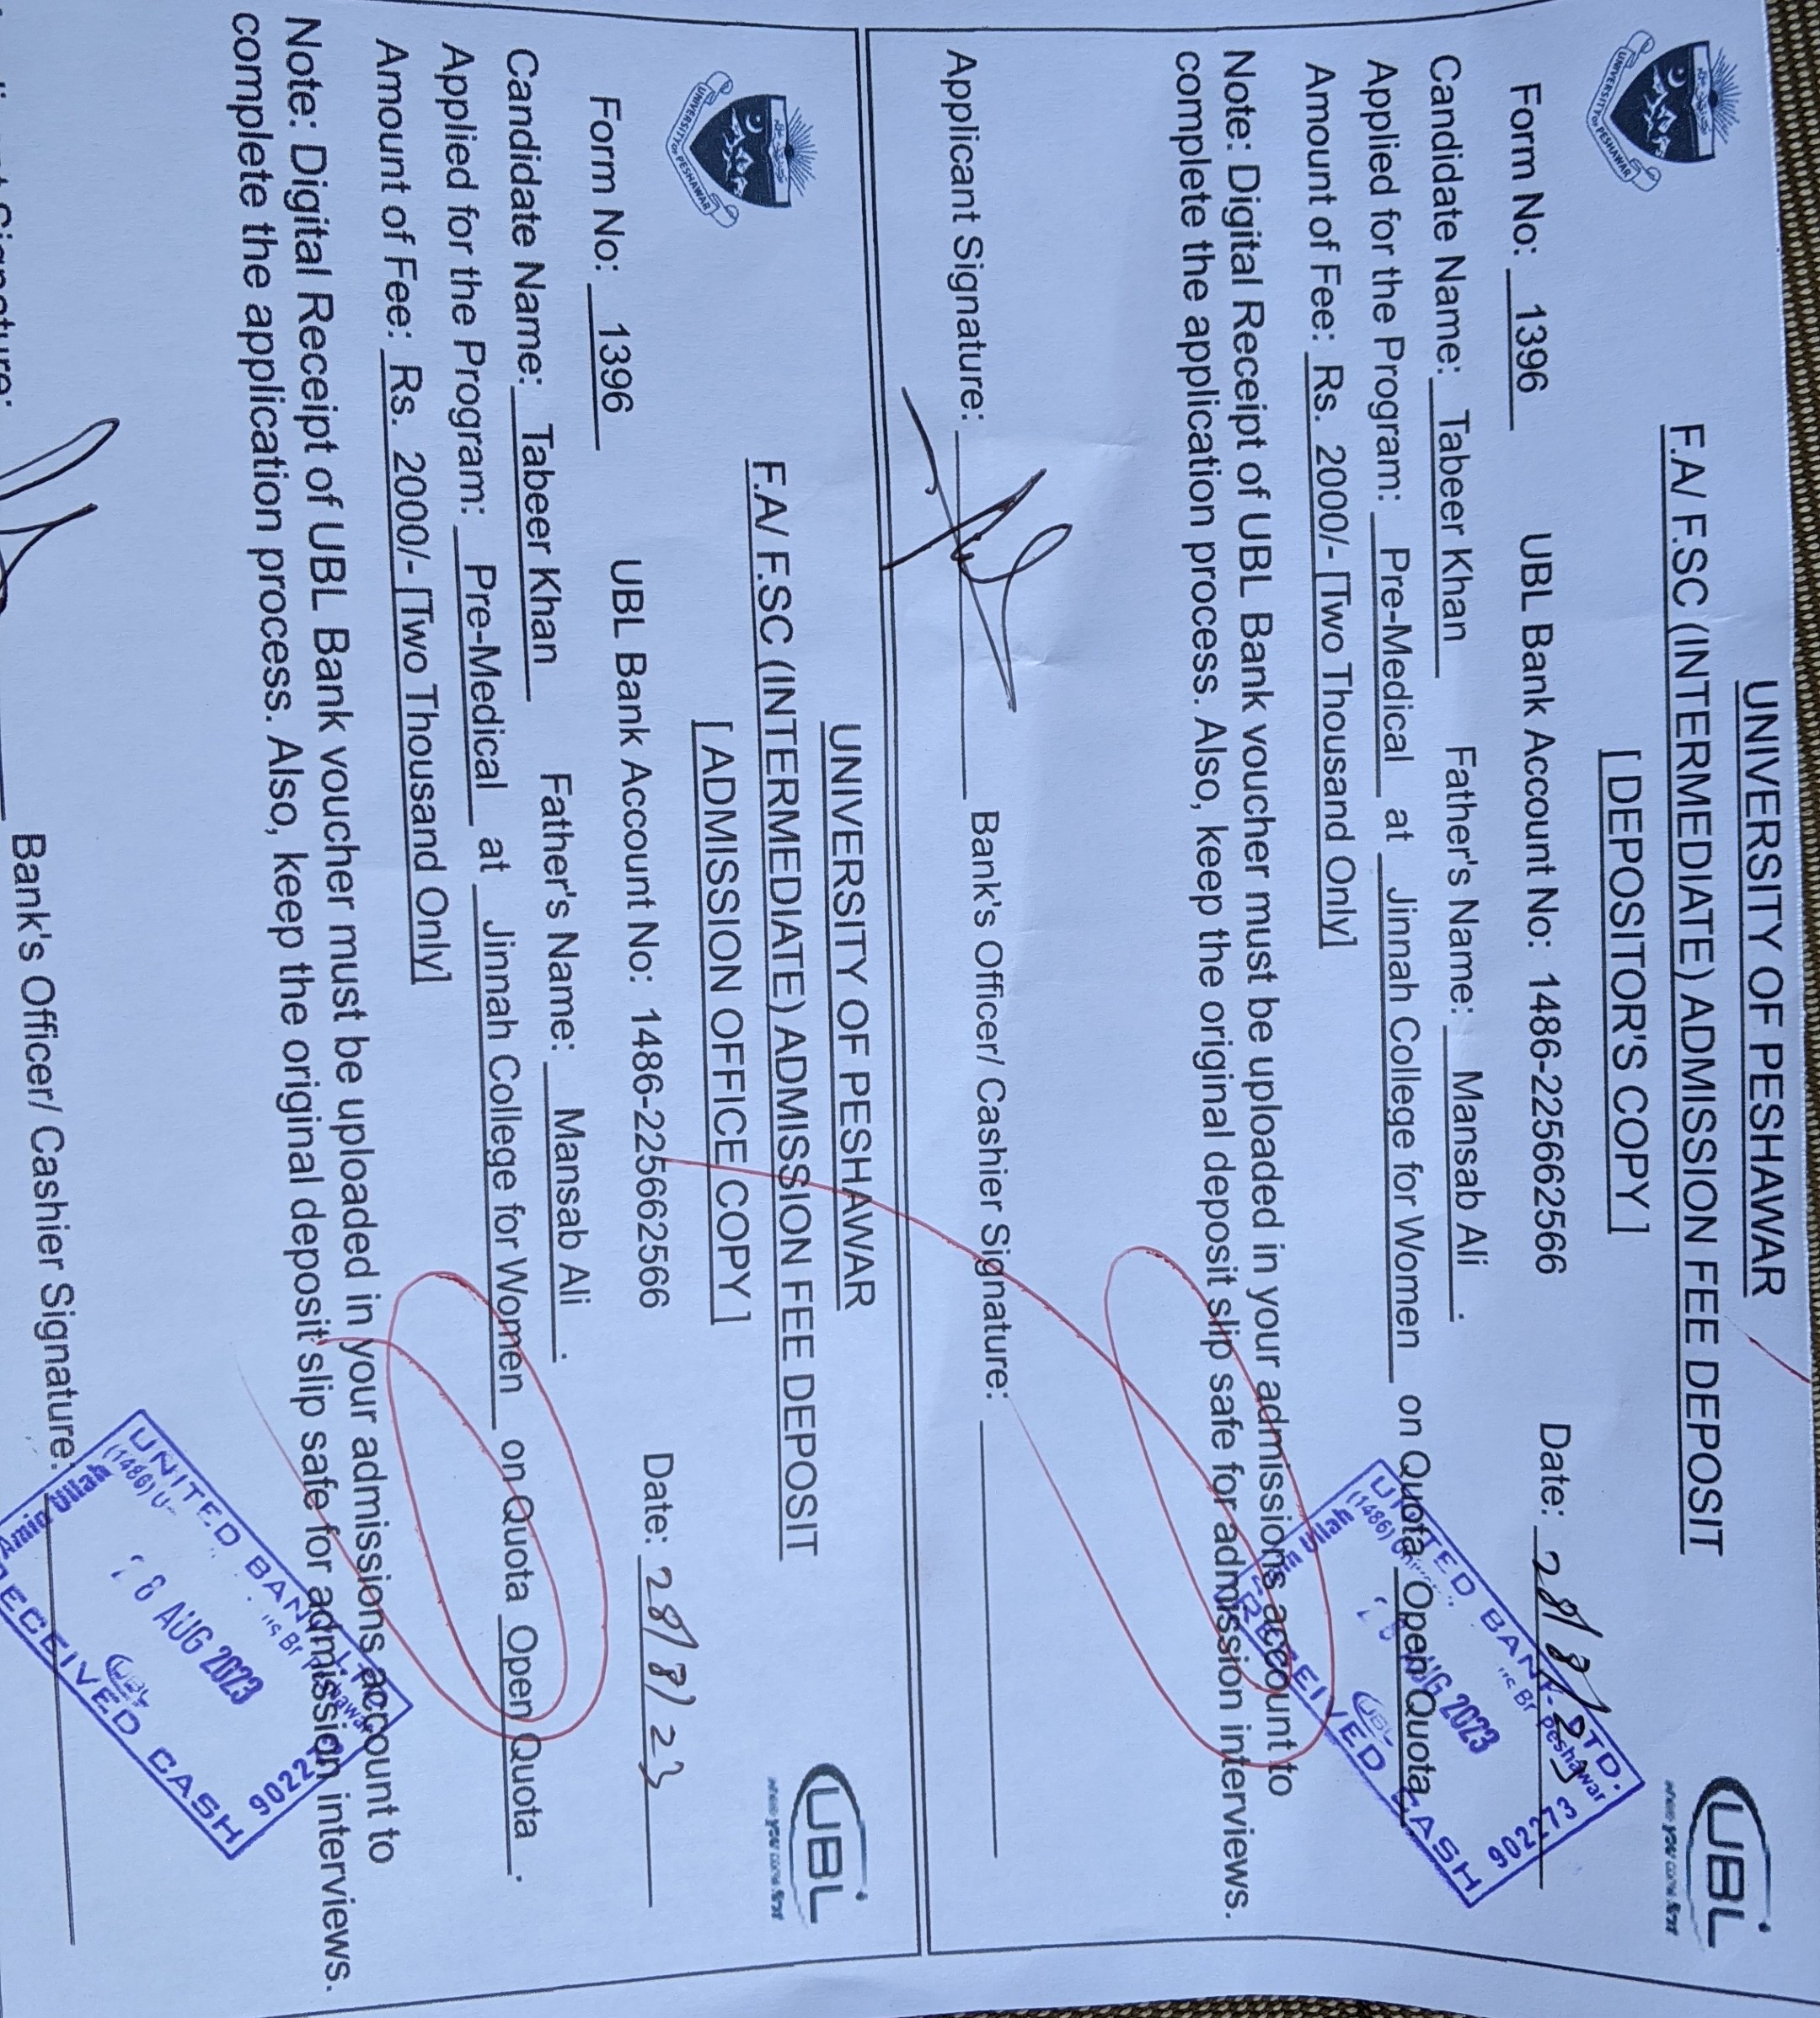 UNIVERSITY OF PESHAWAR
F.A/ F.SC (INTERMEDIATE) ADMISSION FEE DEPOSIT
[ DEPOSITOR'S COPY ]
UNIVERSITY OF PESHAWAR
UBL
where you come first
Form No: 1396 UBL Bank Account No: 1486-225662566 Date: 28/8/23
Candidate Name: Tabeer Khan Father's Name: Mansab Ali .
Applied for the Program: Pre-Medical at Jinnah College for Women on Quota Open Quota .
Amount of Fee: Rs. 2000/- [Two Thousand Only]
Note: Digital Receipt of UBL Bank voucher must be uploaded in your admissions account to
complete the application process. Also, keep the original deposit slip safe for admission interviews.
UNITED BANK LTD.
(1486) Br Peshawar
Ullah AUG 2023 902273
UBL
RECEIVED CASH
Applicant Signature: Bank's Officer/ Cashier Signature:
UNIVERSITY OF PESHAWAR
F.A/ F.SC (INTERMEDIATE) ADMISSION FEE DEPOSIT
[ ADMISSION OFFICE COPY ]
UNIVERSITY OF PESHAWAR
UBL
where you come first
Form No: 1396 UBL Bank Account No: 1486-225662566 Date: 28/8/23
Candidate Name: Tabeer Khan Father's Name: Mansab Ali .
Applied for the Program: Pre-Medical at Jinnah College for Women on Quota Open Quota .
Amount of Fee: Rs. 2000/- [Two Thousand Only]
Note: Digital Receipt of UBL Bank voucher must be uploaded in your admissions account to
complete the application process. Also, keep the original deposit slip safe for admission interviews.
UNITED BANK
(1486) Br
Amin Ullah 8 AUG 2023
UBL
RECEIVED CASH
Signature: Bank's Officer/ Cashier Signature: